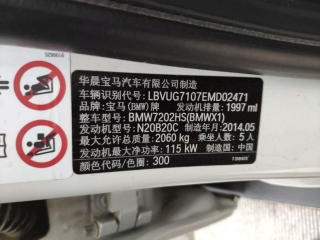 华晨宝马汽车有限公司制造
车辆识别代号: LBVUG7107EMD02471
品牌: 宝马(BMW)牌 发动机排量: 1997 ml
整车型号: BMW7202HS(BMWX1)
发动机型号: N20B20C 制造年月: 2014.05
最大允许总质量: 2060 kg 乘坐人数: 5人
发动机最大净功率: 115 kW 制造国: 中国
颜色代码/色圈: 300